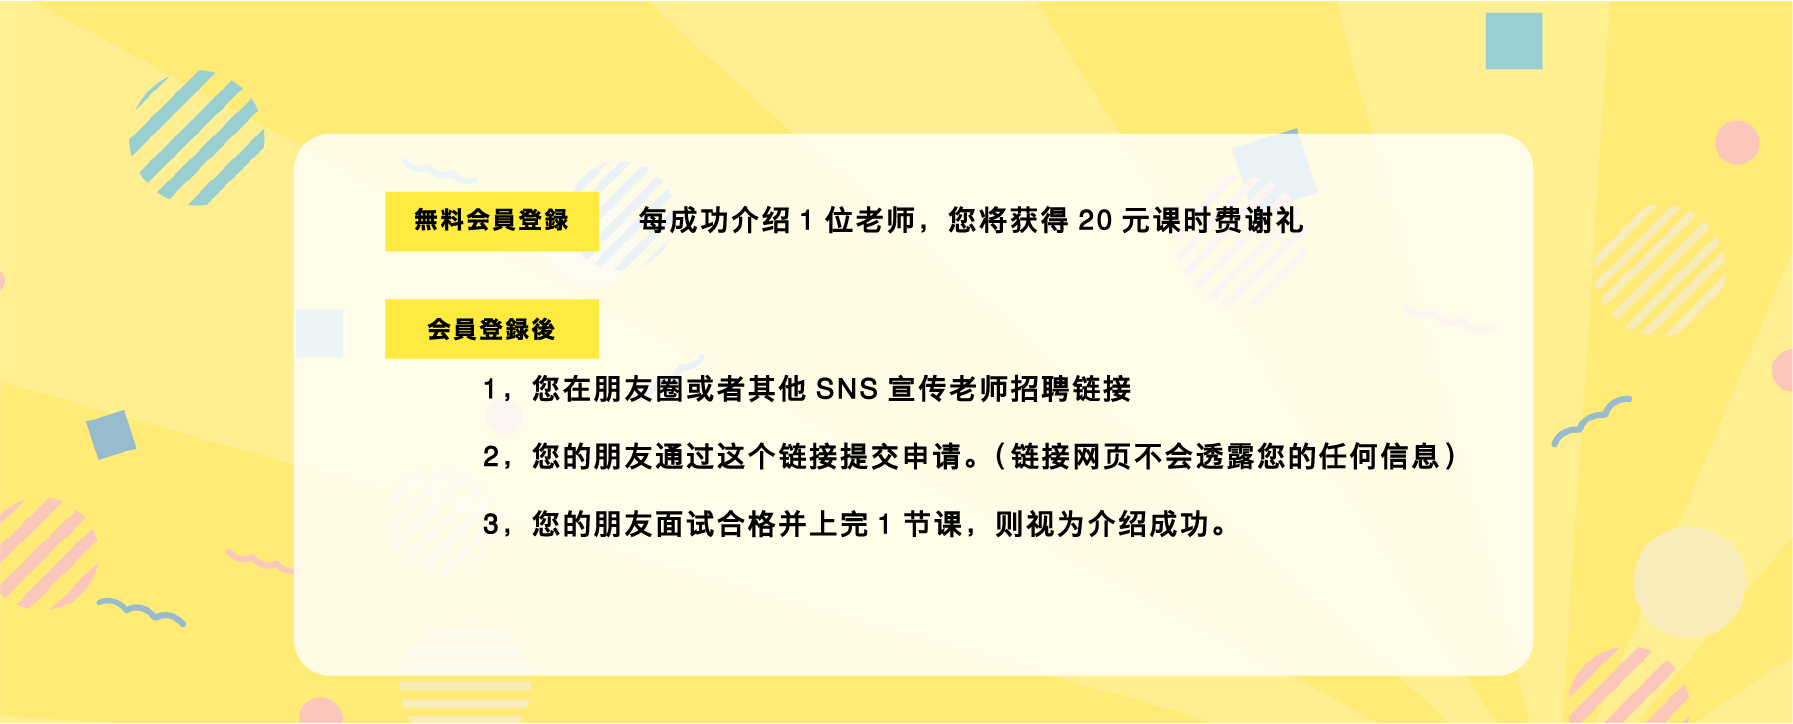 無料会員登録
每成功介绍 1 位老师，您将获得 20 元课时费谢礼
会員登録後
1，您在朋友圈或者其他 SNS 宣传老师招聘链接
2，您的朋友通过这个链接提交申请。（链接网页不会透露您的任何信息）
3，您的朋友面试合格并上完 1 节课，则视为介绍成功。